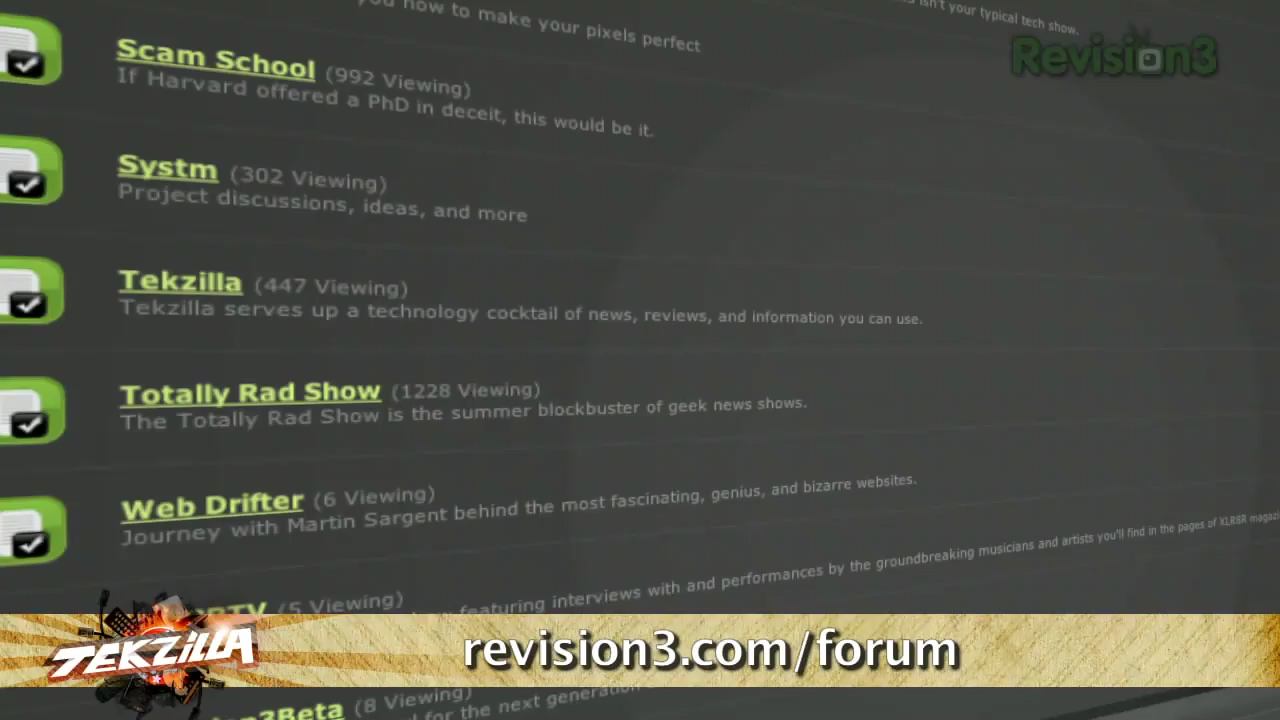 you how to make your pixels perfect
isn't your typical tech show.
Revision3
Scam School (992 Viewing)
If Harvard offered a PhD in deceit, this would be it.
Systm (302 Viewing)
Project discussions, ideas, and more
Tekzilla (447 Viewing)
Tekzilla serves up a technology cocktail of news, reviews, and information you can use.
Totally Rad Show (1228 Viewing)
The Totally Rad Show is the summer blockbuster of geek news shows.
Web Drifter (6 Viewing)
Journey with Martin Sargent behind the most fascinating, genius, and bizarre websites.
(5 Viewing)
featuring interviews with and performances by the groundbreaking musicians and artists you'll find in the pages of XLR8R
TEKZILLA
revision3.com/forum
(8 Viewing)
for the next generation